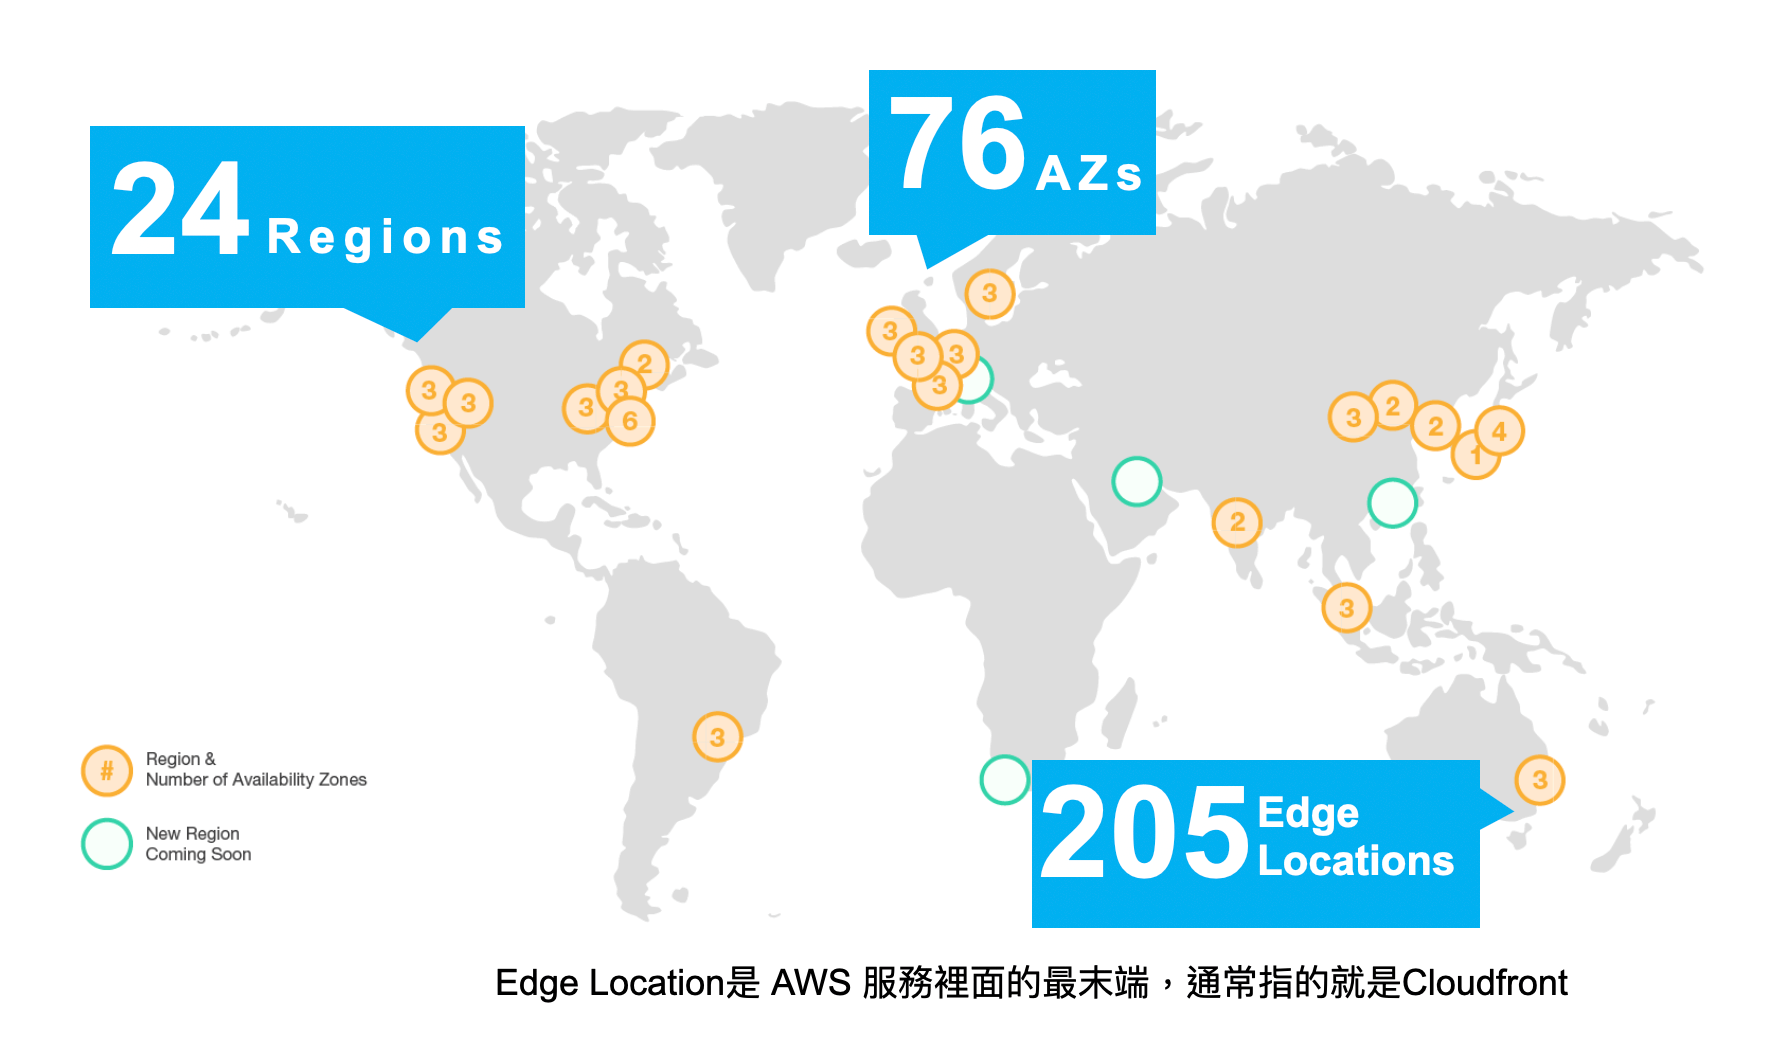 76 AZs
24 Regions
3
3
2
3
3
3
3
3
3
3
3
6
3
3
2
2
4
1
2
3
3
3
205 Edge
Locations
# Region &
Number of Availability Zones
New Region
Coming Soon
Edge Location是 AWS 服務裡面的最末端，通常指的就是Cloudfront